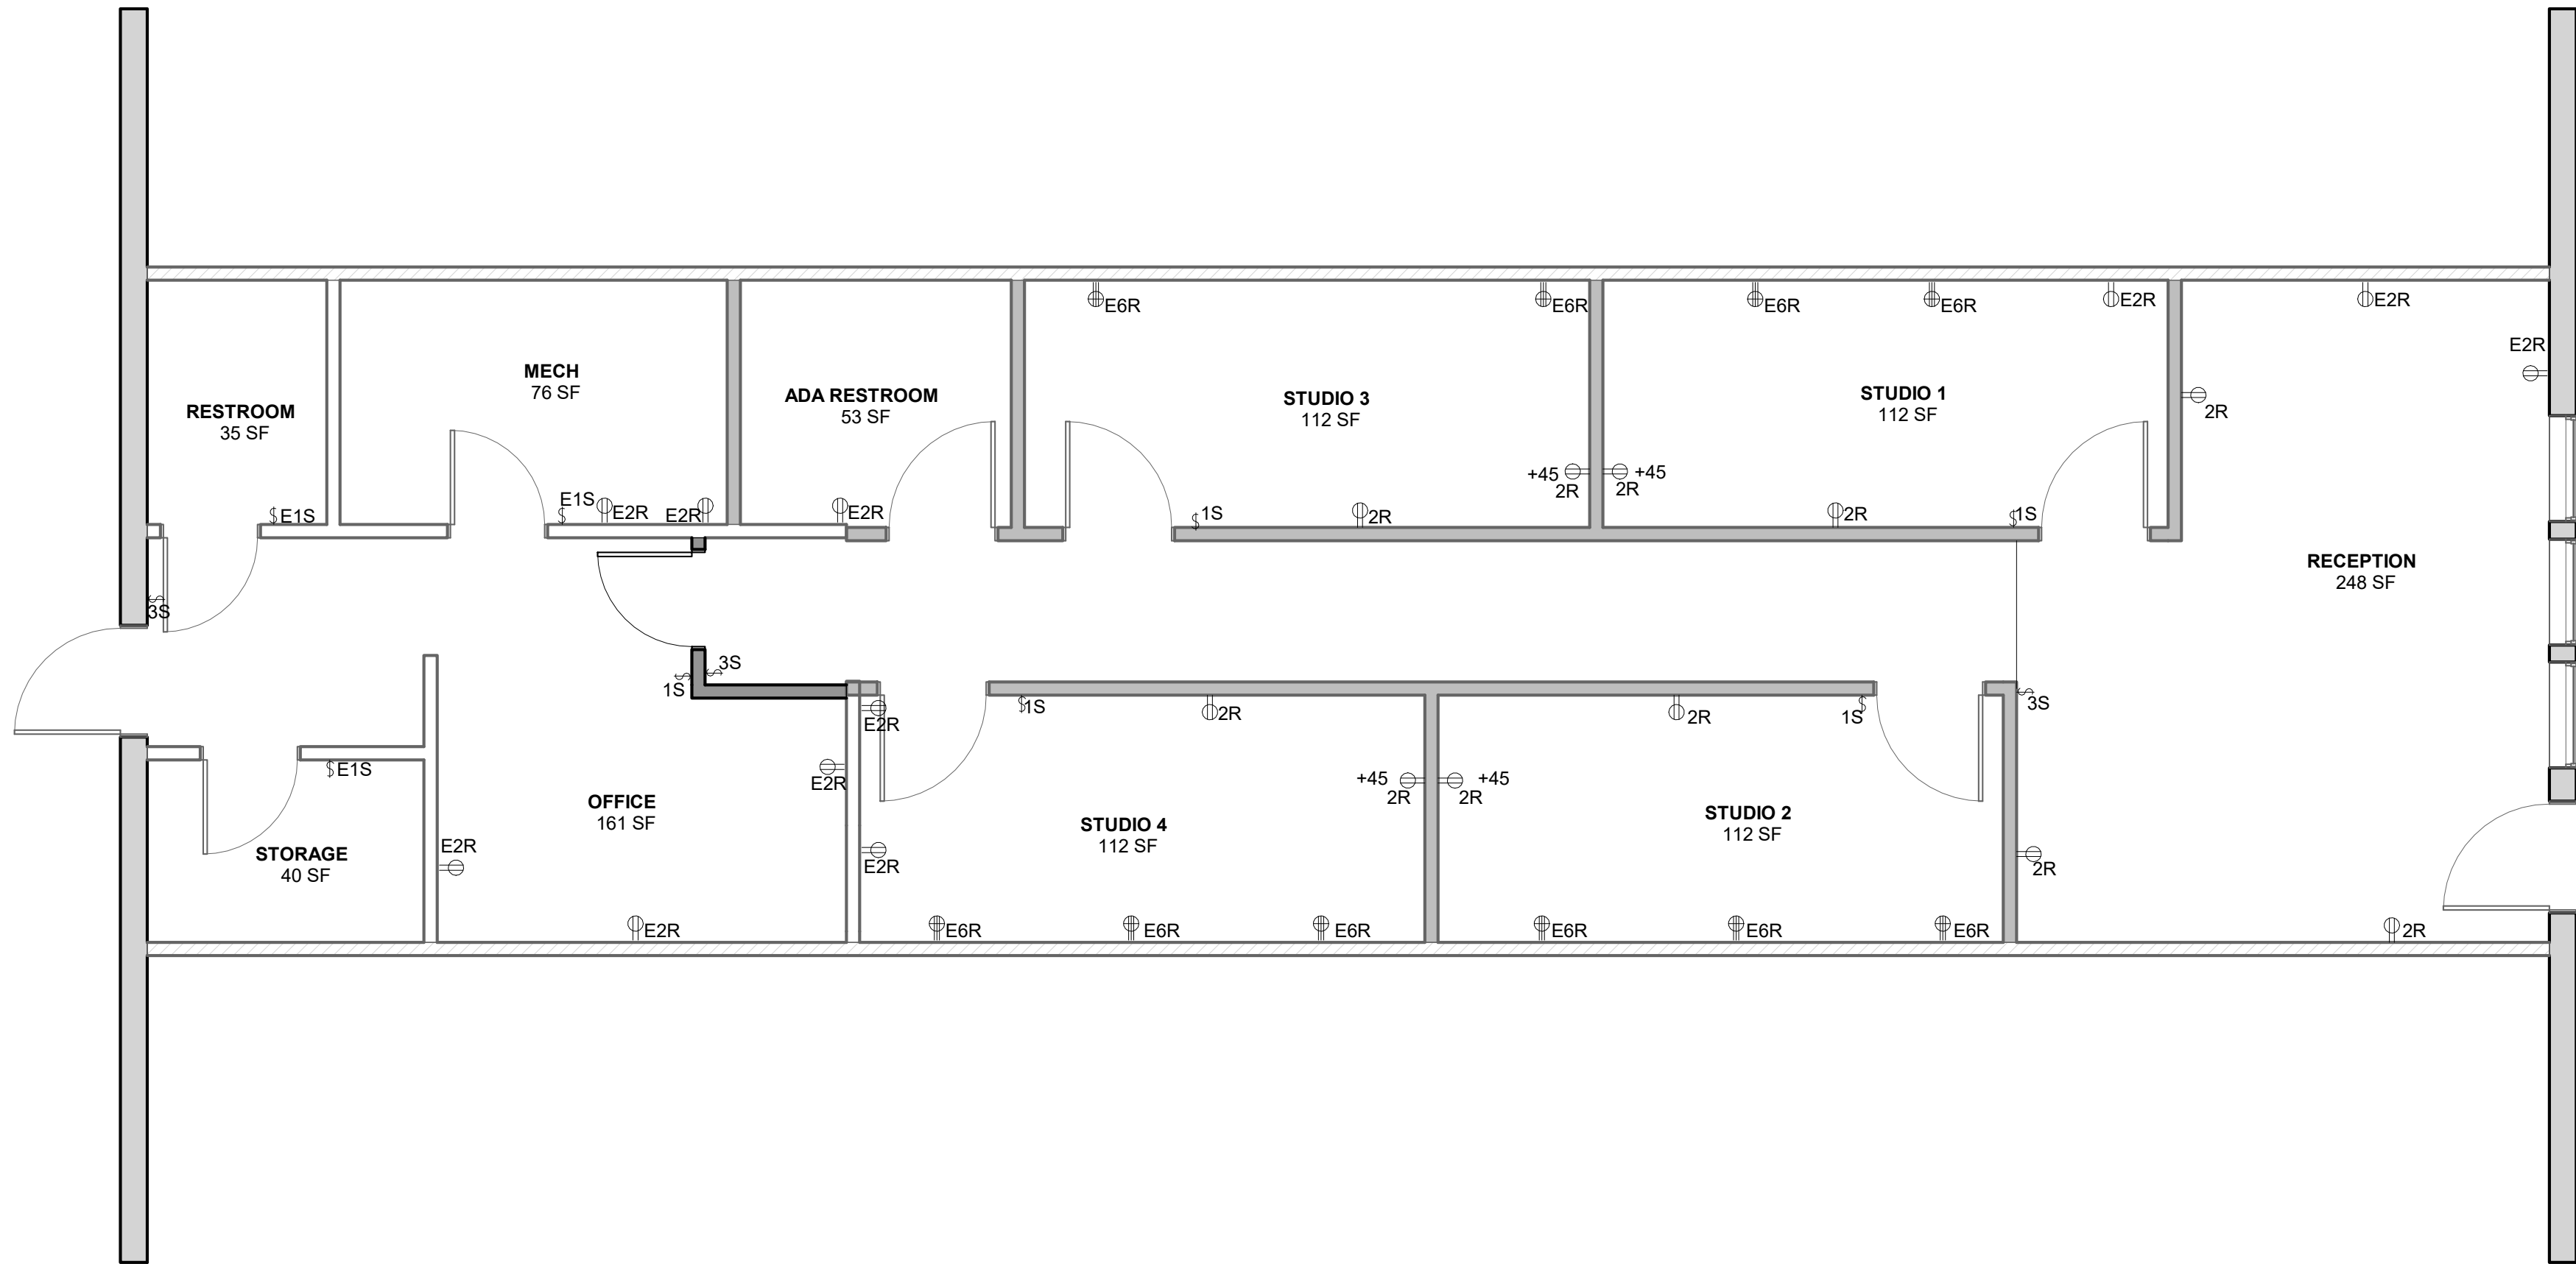 E6R
E6R
E6R
E6R
E2R
E2R
E2R
MECH
76 SF
ADA RESTROOM
53 SF
STUDIO 3
112 SF
STUDIO 1
112 SF
RESTROOM
35 SF
2R
+45
2R
+45
2R
E1S
E1S
E2R
E2R
E2R
1S
2R
2R
1S
RECEPTION
248 SF
3S
3S
1S
E2R
1S
2R
2R
1S
3S
E1S
E2R
+45
2R
+45
2R
OFFICE
161 SF
STUDIO 4
112 SF
STUDIO 2
112 SF
STORAGE
40 SF
E2R
E2R
2R
E2R
E6R
E6R
E6R
E6R
E6R
E6R
2R